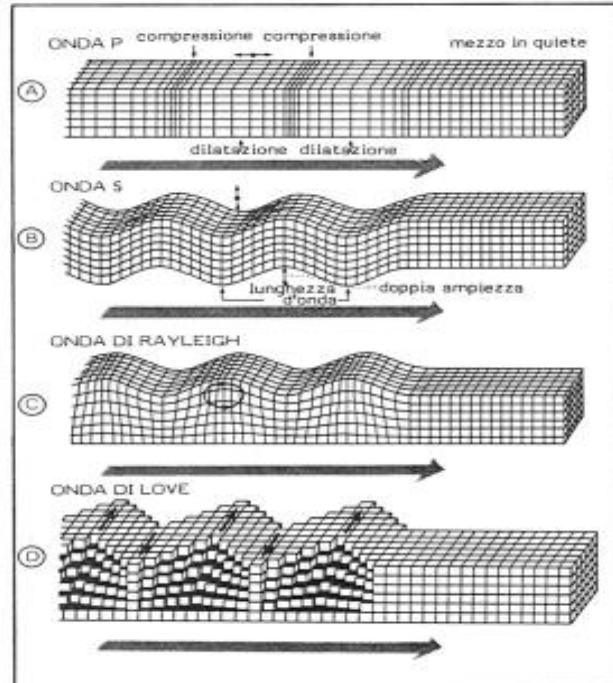 ONDA P compressione compressione mezzo in quiete
A
dilatazione dilatazione
ONDA S
B
lunghezza d'onda doppia ampiezza
ONDA DI RAYLEIGH
C
ONDA DI LOVE
D